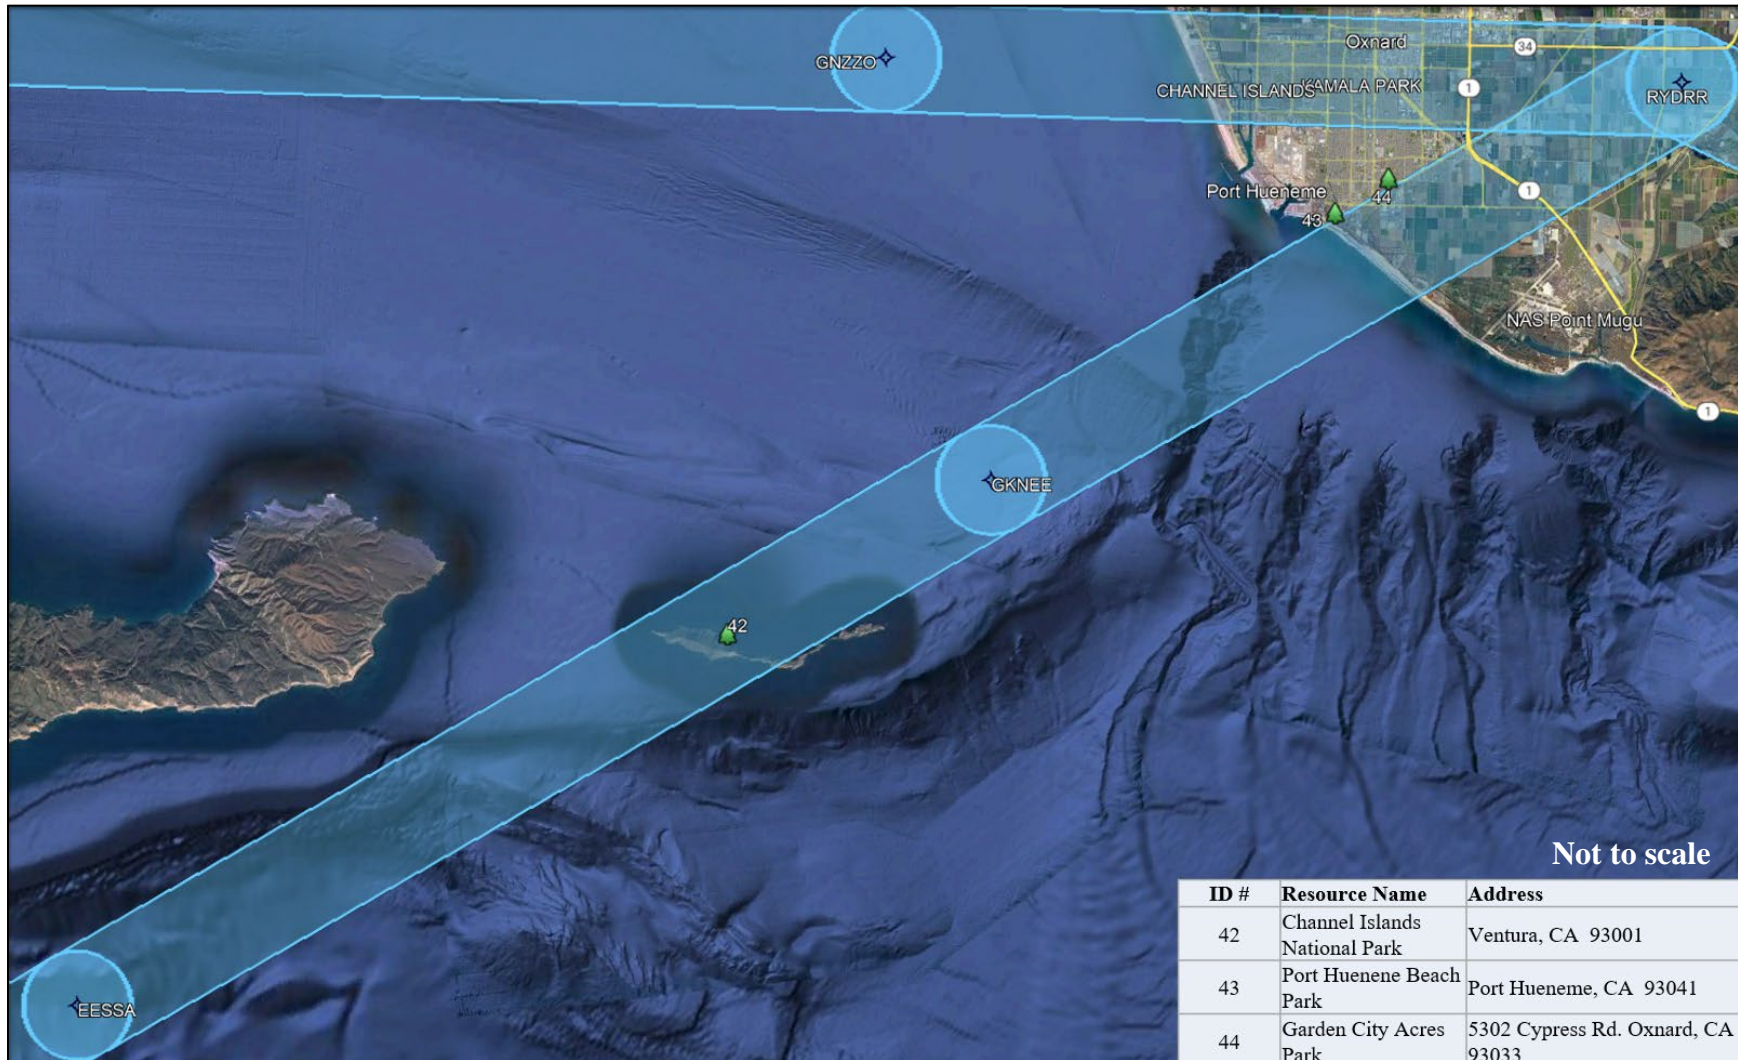 Oxnard
34
GNZZO
CHANNEL ISLANDS
KAMALA PARK
1
RYDRR
Port Hueneme
44
1
43
NAS Point Mugu
1
GKNEE
42
EESSA
Not to scale
ID # Resource Name Address
42 Channel Islands
National Park Ventura, CA 93001
43 Port Huenene Beach
Park Port Hueneme, CA 93041
44 Garden City Acres
Park 5302 Cypress Rd. Oxnard, CA
93033